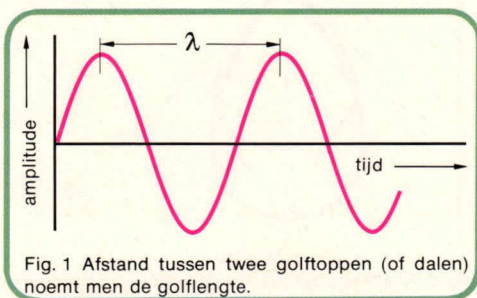 λ
amplitude
tijd
Fig. 1 Afstand tussen twee golftoppen (of dalen)
noemt men de golflengte.